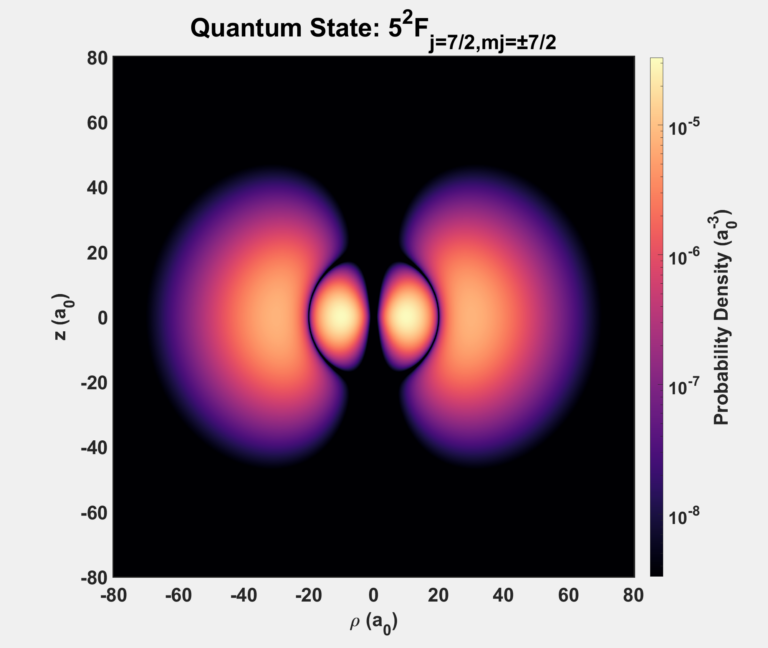 Quantum State: 5²F_j=7/2,mj=±7/2
80
60
40
20
0
-20
-40
-60
-80
z (a₀)
-80 -60 -40 -20 0 20 40 60 80
ρ (a₀)
10⁻⁵
10⁻⁶
10⁻⁷
10⁻⁸
Probability Density (a₀⁻³)